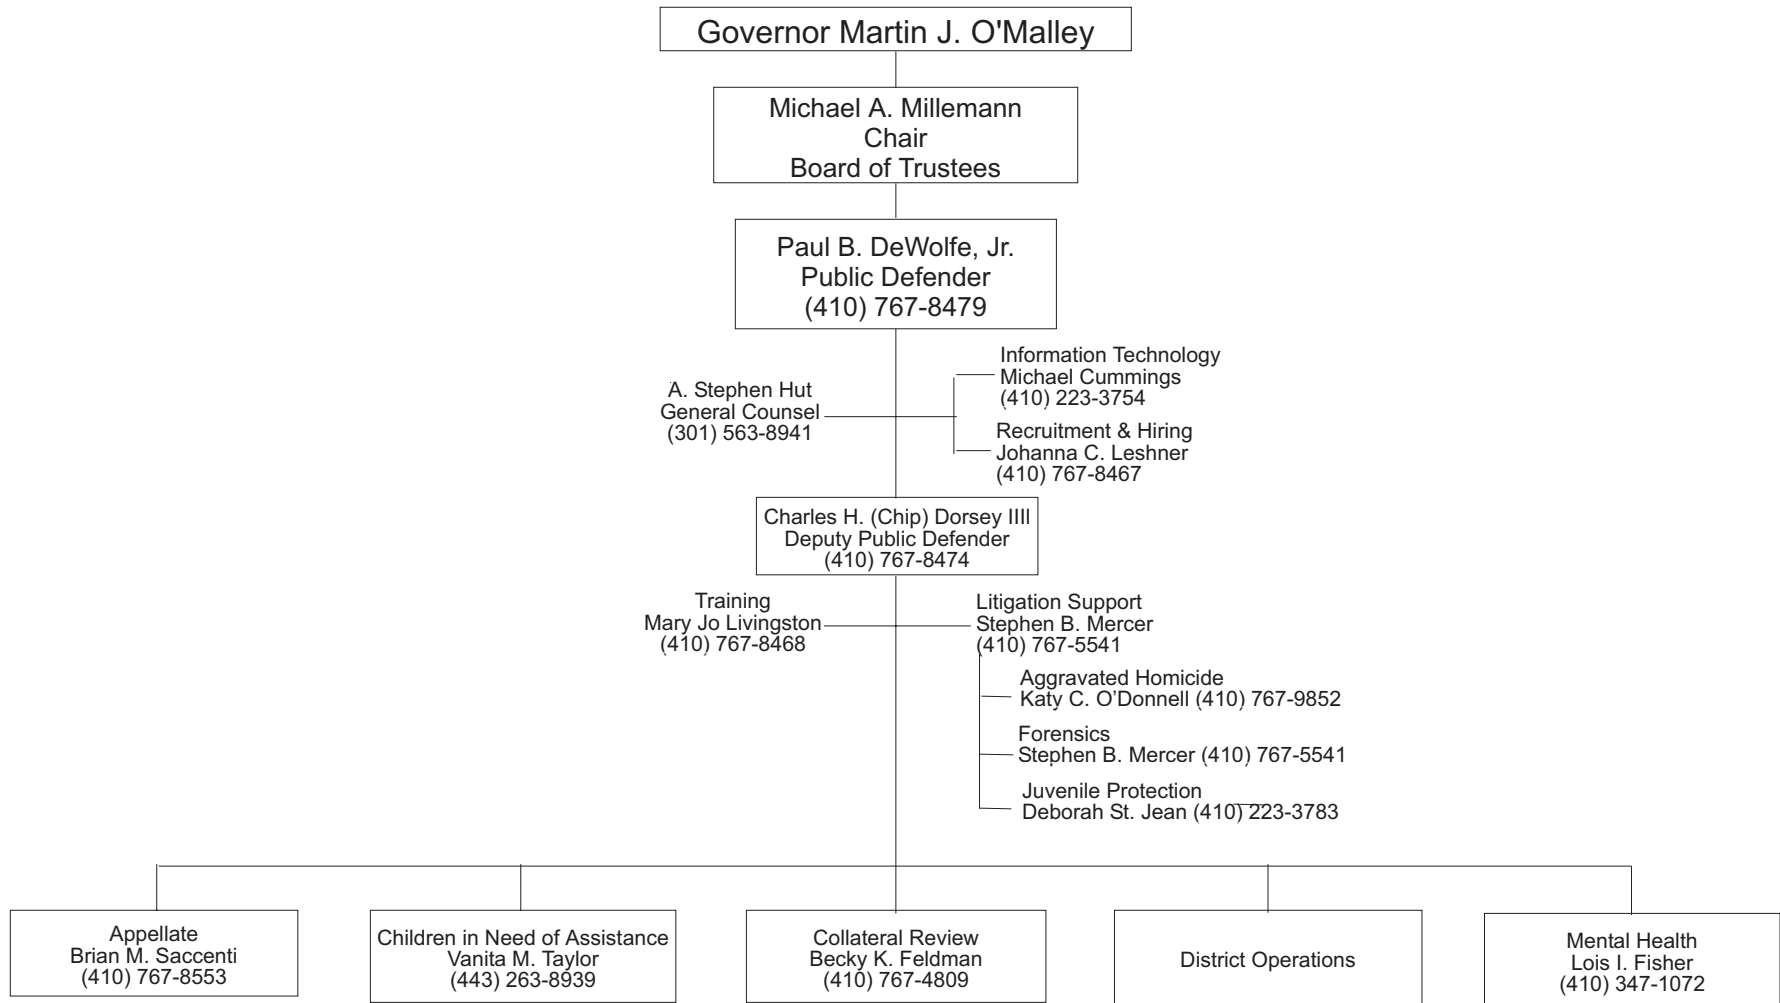 Governor Martin J. O'Malley
Michael A. Millemann
Chair
Board of Trustees
Paul B. DeWolfe, Jr.
Public Defender
(410) 767-8479
A. Stephen Hut
General Counsel
(301) 563-8941
Information Technology
Michael Cummings
(410) 223-3754
Recruitment & Hiring
Johanna C. Leshner
(410) 767-8467
Charles H. (Chip) Dorsey IIII
Deputy Public Defender
(410) 767-8474
Training
Mary Jo Livingston
(410) 767-8468
Litigation Support
Stephen B. Mercer
(410) 767-5541
Aggravated Homicide
Katy C. O’Donnell (410) 767-9852
Forensics
Stephen B. Mercer (410) 767-5541
Juvenile Protection
Deborah St. Jean (410) 223-3783
Appellate
Brian M. Saccenti
(410) 767-8553
Children in Need of Assistance
Vanita M. Taylor
(443) 263-8939
Collateral Review
Becky K. Feldman
(410) 767-4809
District Operations
Mental Health
Lois I. Fisher
(410) 347-1072